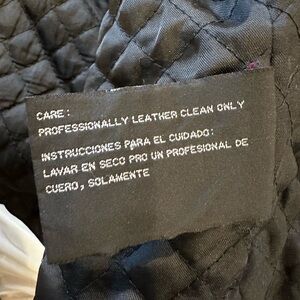 CARE:
PROFESSIONALLY LEATHER CLEAN ONLY
INSTRUCCIONES PARA EL CUIDADO:
LAVAR EN SECO PRO UN PROFESIONAL DE
CUERO, SOLAMENTE